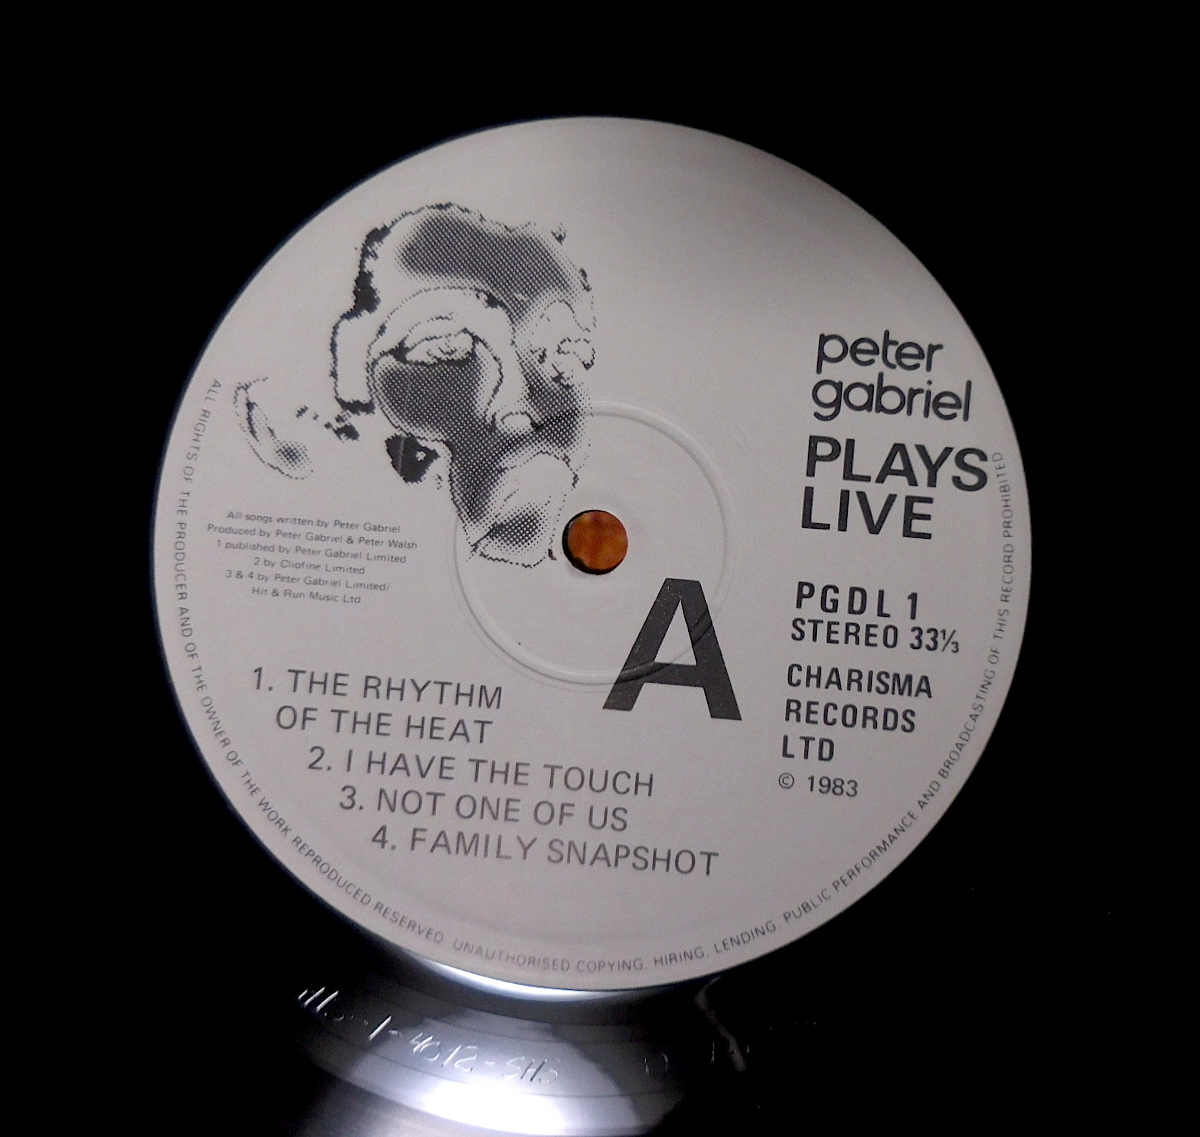 peter
gabriel
PLAYS
LIVE
PGDL 1
STEREO 33⅓
CHARISMA
RECORDS
LTD
© 1983
All songs written by Peter Gabriel
Produced by Peter Gabriel & Peter Walsh
1 published by Peter Gabriel Limited
2 by Cliofine Limited
3 & 4 by Peter Gabriel Limited/
Hit & Run Music Ltd
A
1. THE RHYTHM
OF THE HEAT
2. I HAVE THE TOUCH
3. NOT ONE OF US
4. FAMILY SNAPSHOT
ALL RIGHTS OF THE PRODUCER AND OF THE OWNER OF THE WORK REPRODUCED RESERVED. UNAUTHORISED COPYING, HIRING, LENDING, PUBLIC PERFORMANCE AND BROADCASTING OF THIS RECORD PROHIBITED